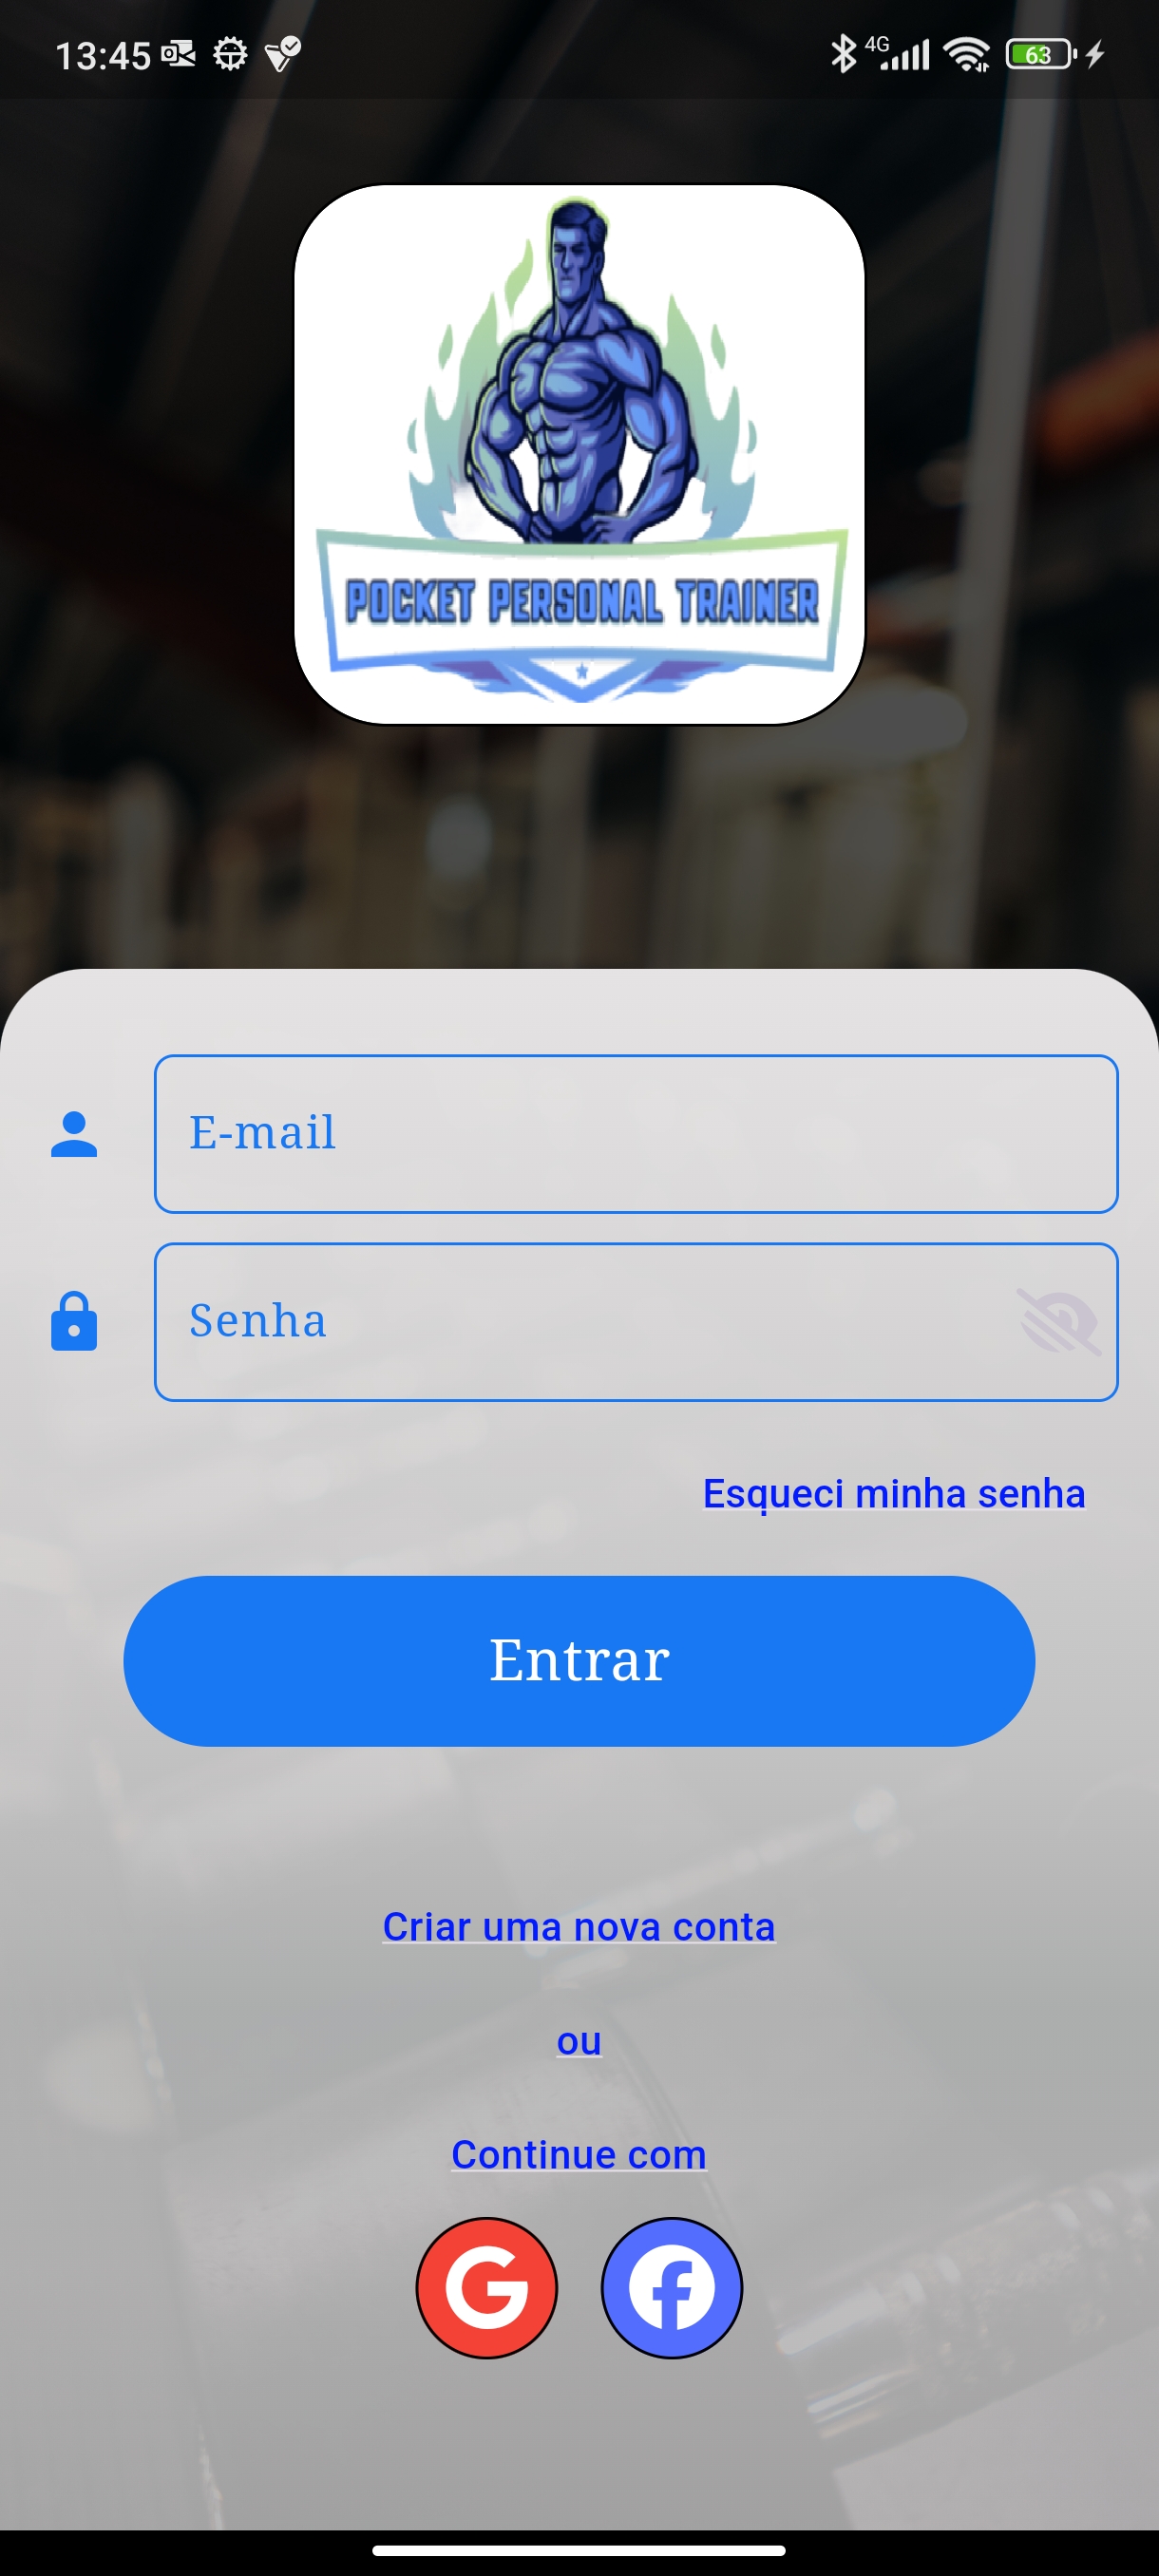 13:45
4G
63
POCKET PERSONAL TRAINER
E-mail
Senha
Esqueci minha senha
Entrar
Criar uma nova conta
ou
Continue com